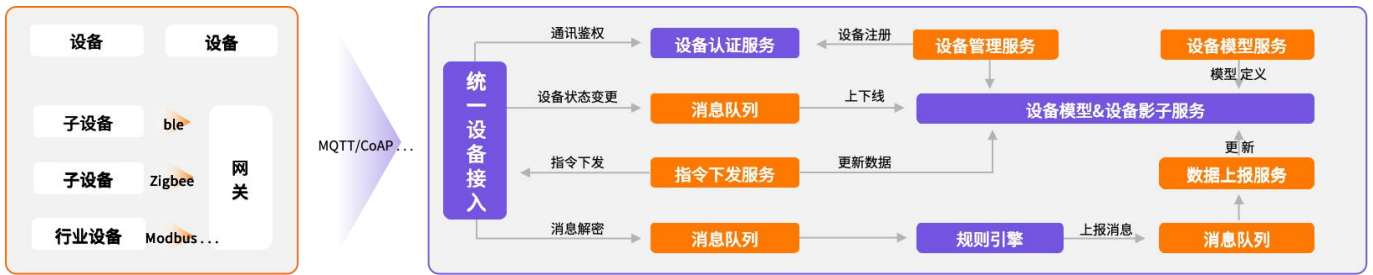 设备
设备
子设备
ble
子设备
Zigbee
行业设备
Modbus...
网关
MQTT/CoAP...
统一设备接入
通讯鉴权
设备认证服务
设备注册
设备管理服务
设备模型服务
模型 定义
设备状态变更
消息队列
上下线
设备模型&设备影子服务
指令下发
指令下发服务
更新数据
更新
数据上报服务
消息解密
消息队列
规则引擎
上报消息
消息队列